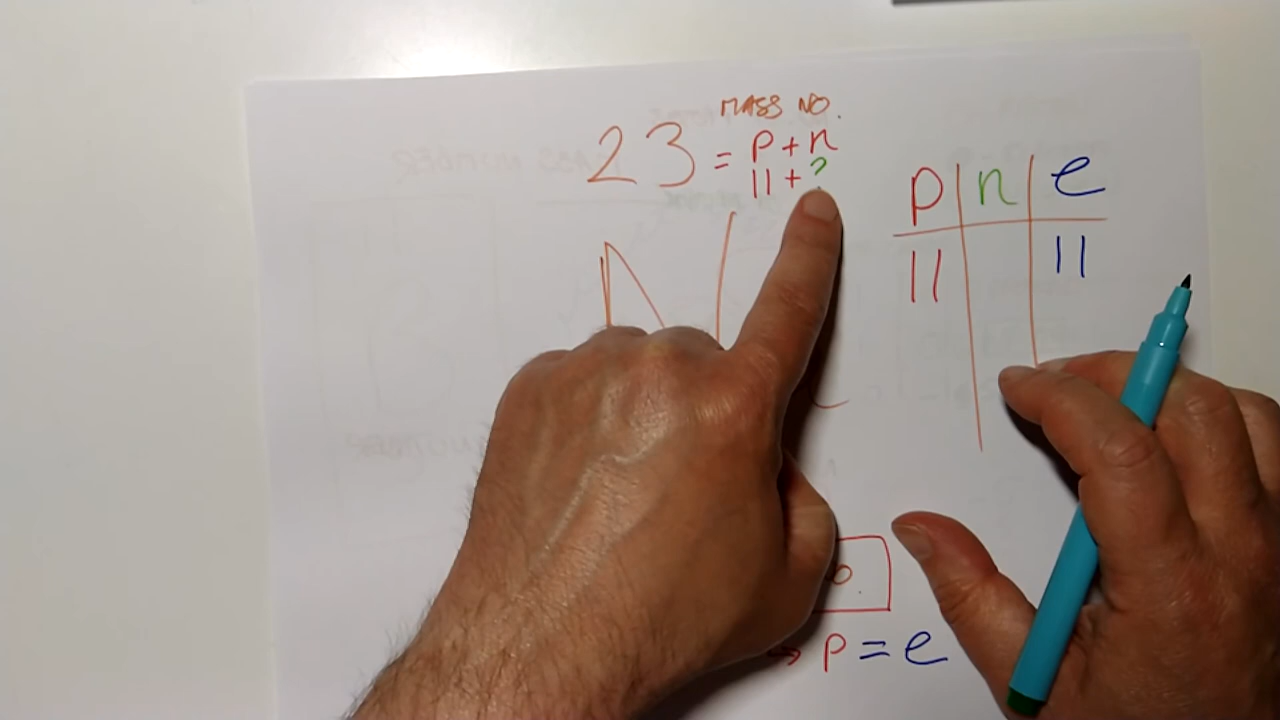 MASS NO.
23 = p + n
11 + ?
p n e
11 11
N
p = e